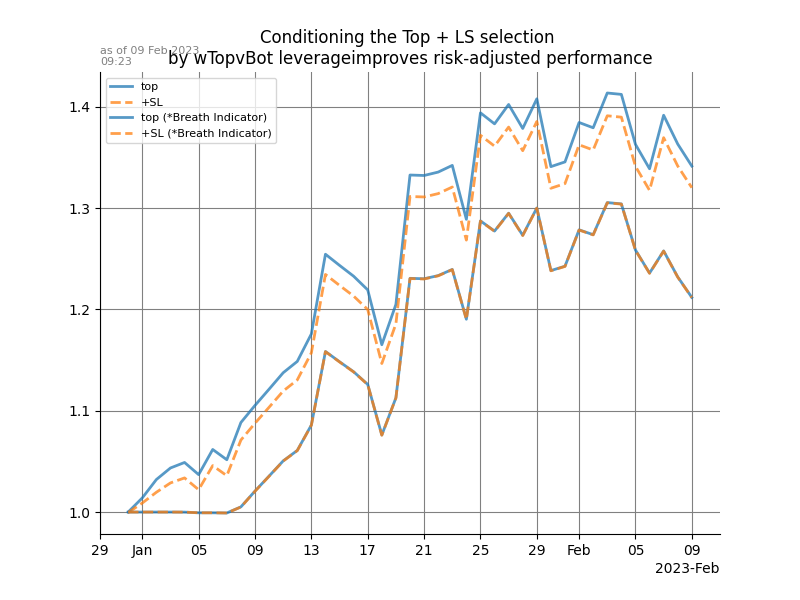 Conditioning the Top + LS selection
by wTopvBot leverageimproves risk-adjusted performance
as of 09 Feb 2023
09:23
top
+SL
top (*Breath Indicator)
+SL (*Breath Indicator)
1.4
1.3
1.2
1.1
1.0
29 Jan 05 09 13 17 21 25 29 Feb 05 09
2023-Feb